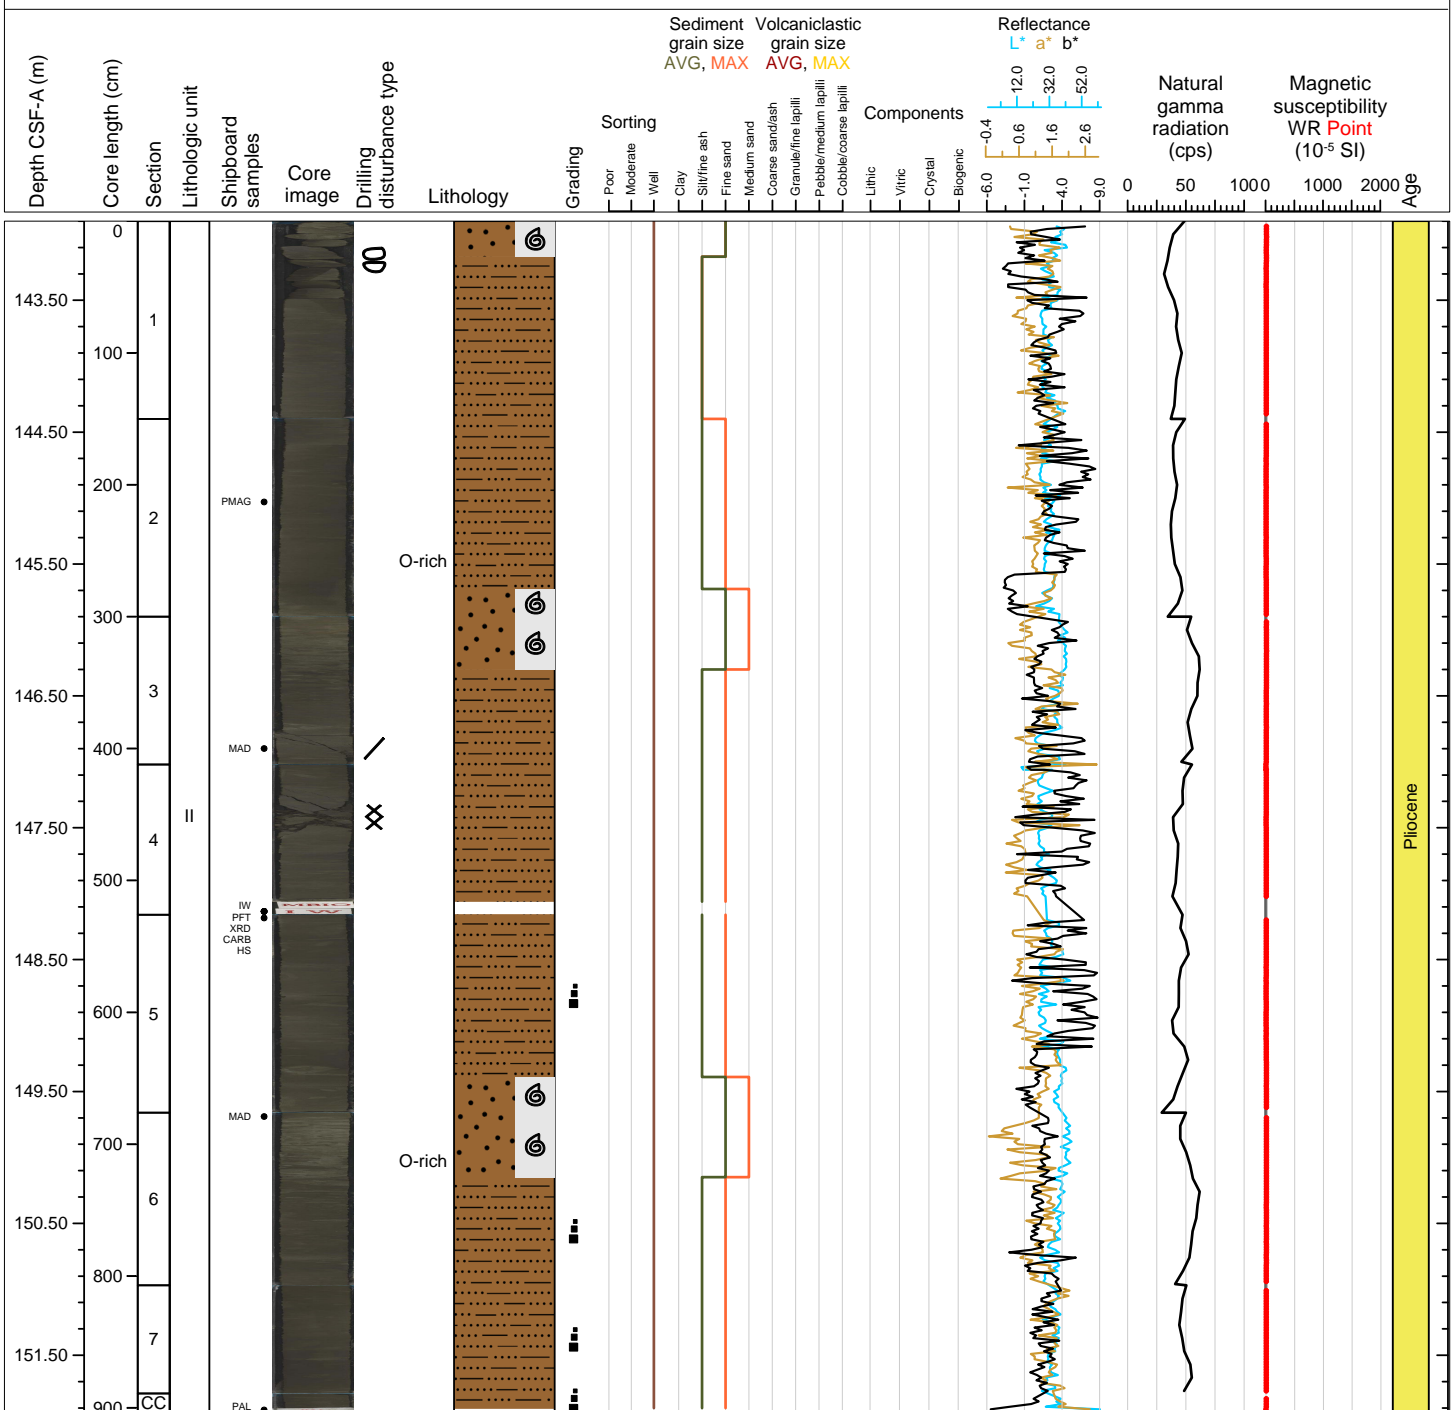 Depth CSF-A (m)
Core length (cm)
Section
Lithologic unit
Shipboard
samples
Core
image
Drilling
disturbance type
Lithology
Grading
Sorting
Poor
Moderate
Well
Sediment
grain size
AVG, MAX
Volcaniclastic
grain size
AVG, MAX
Clay
Silt/fine ash
Fine sand
Medium sand
Coarse sand/ash
Granule/fine lapilli
Pebble/medium lapilli
Cobble/coarse lapilli
Components
Lithic
Vitric
Crystal
Biogenic
Reflectance
L* a* b*
12.0 32.0 52.0
-0.4 0.6 1.6 2.6
-6.0 -1.0 4.0 9.0
Natural
gamma
radiation
(cps)
0 50 100
Magnetic
susceptibility
WR Point
(10-5 SI)
0 0 1000 2000
Age
0
143.50
1
100
144.50
200
PMAG
2
O-rich
145.50
300
3
146.50
MAD
400
II
147.50
4
Pliocene
500
IW
MBIO
IW
PFT
XRD
CARB
HS
148.50
600
5
149.50
MAD
700
O-rich
6
150.50
800
7
151.50
CC
900
PAL